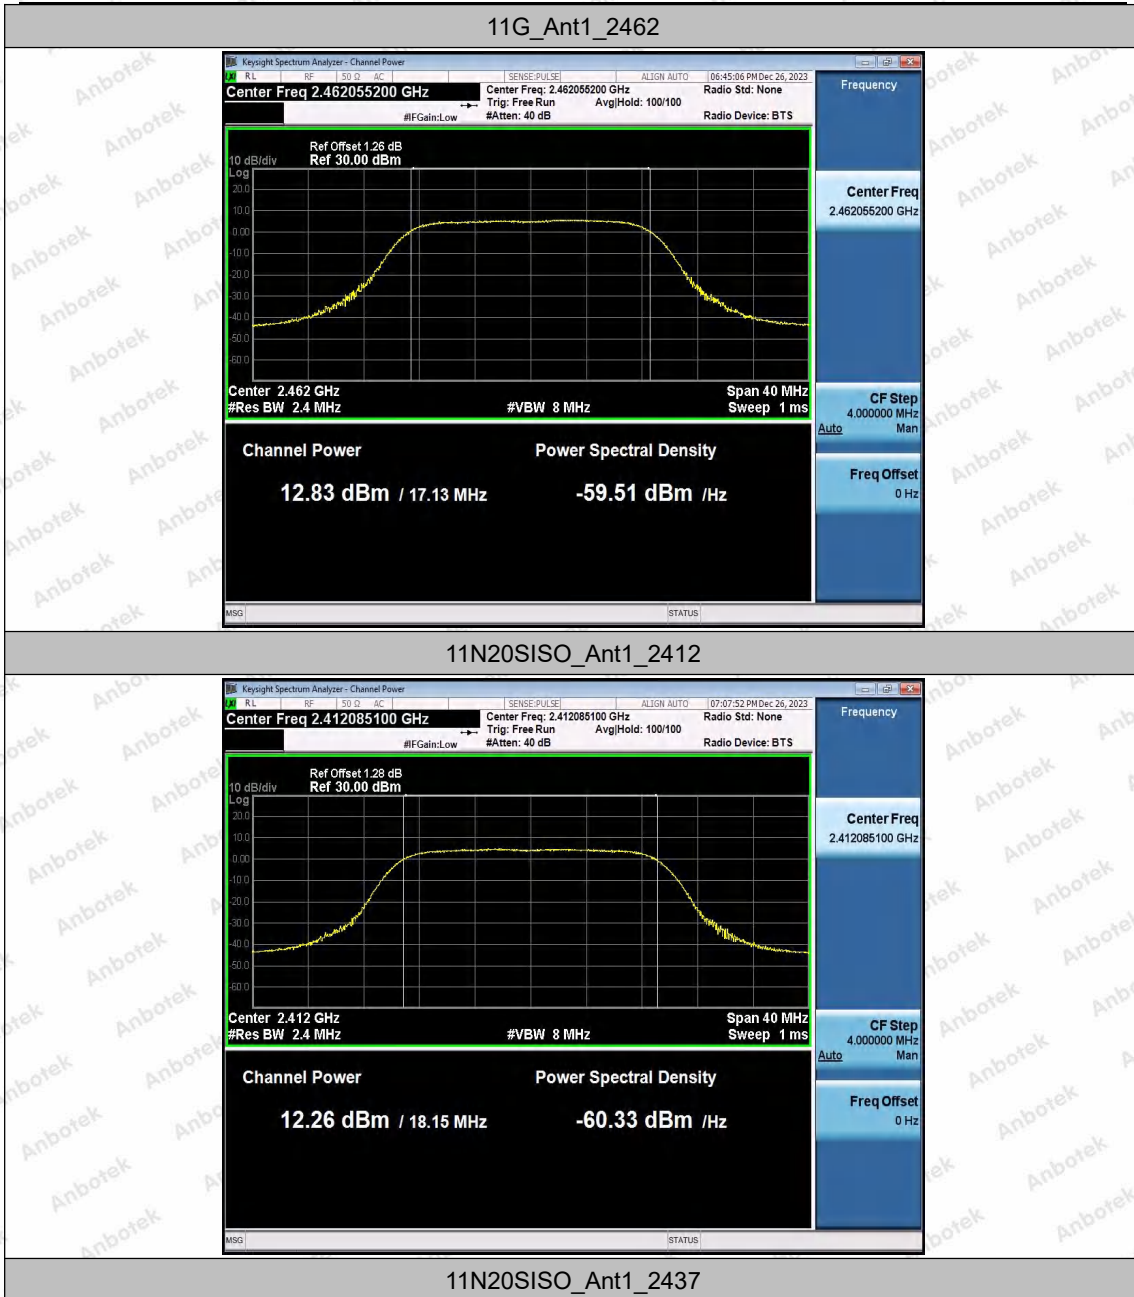 11G_Ant1_2462
Keysight Spectrum Analyzer - Channel Power
RL RF 50 Ω AC SENSE:PULSE ALIGN AUTO 06:45:06 PM Dec 26, 2023
Center Freq 2.462055200 GHz
Center Freq: 2.462055200 GHz
Radio Std: None
Trig: Free Run Avg|Hold: 100/100
#IFGain:Low #Atten: 40 dB Radio Device: BTS
Ref Offset 1.26 dB
10 dB/div Ref 30.00 dBm
Log
20.0
10.0
0.00
-10.0
-20.0
-30.0
-40.0
-50.0
-60.0
Center 2.462 GHz Span 40 MHz
#Res BW 2.4 MHz #VBW 8 MHz Sweep 1 ms
Channel Power Power Spectral Density
12.83 dBm / 17.13 MHz -59.51 dBm /Hz
MSG STATUS
Frequency
Center Freq
2.462055200 GHz
CF Step
4.000000 MHz
Auto Man
Freq Offset
0 Hz
11N20SISO_Ant1_2412
Keysight Spectrum Analyzer - Channel Power
RL RF 50 Ω AC SENSE:PULSE ALIGN AUTO 07:07:52 PM Dec 26, 2023
Center Freq 2.412085100 GHz
Center Freq: 2.412085100 GHz
Radio Std: None
Trig: Free Run Avg|Hold: 100/100
#IFGain:Low #Atten: 40 dB Radio Device: BTS
Ref Offset 1.28 dB
10 dB/div Ref 30.00 dBm
Log
20.0
10.0
0.00
-10.0
-20.0
-30.0
-40.0
-50.0
-60.0
Center 2.412 GHz Span 40 MHz
#Res BW 2.4 MHz #VBW 8 MHz Sweep 1 ms
Channel Power Power Spectral Density
12.26 dBm / 18.15 MHz -60.33 dBm /Hz
MSG STATUS
Frequency
Center Freq
2.412085100 GHz
CF Step
4.000000 MHz
Auto Man
Freq Offset
0 Hz
11N20SISO_Ant1_2437
Anbotek